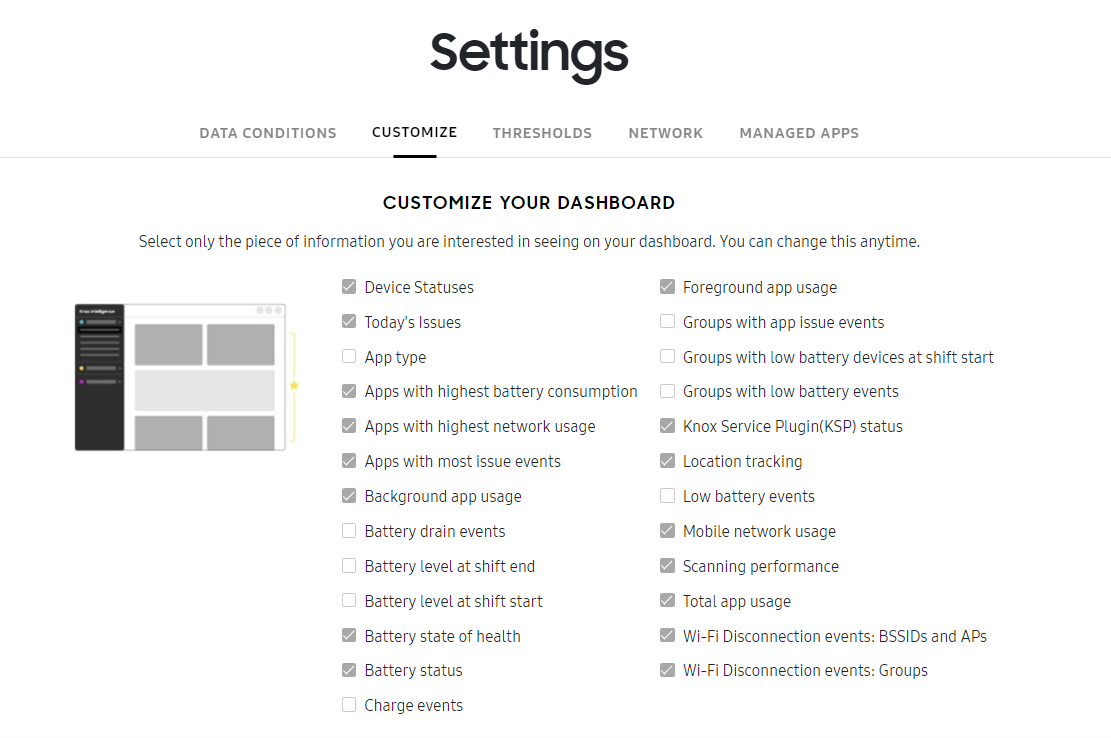 Settings
DATA CONDITIONS CUSTOMIZE THRESHOLDS NETWORK MANAGED APPS
CUSTOMIZE YOUR DASHBOARD
Select only the piece of information you are interested in seeing on your dashboard. You can change this anytime.
Knox Intelligence
Device Statuses
Today's Issues
App type
Apps with highest battery consumption
Apps with highest network usage
Apps with most issue events
Background app usage
Battery drain events
Battery level at shift end
Battery level at shift start
Battery state of health
Battery status
Charge events
Foreground app usage
Groups with app issue events
Groups with low battery devices at shift start
Groups with low battery events
Knox Service Plugin(KSP) status
Location tracking
Low battery events
Mobile network usage
Scanning performance
Total app usage
Wi-Fi Disconnection events: BSSIDs and APs
Wi-Fi Disconnection events: Groups